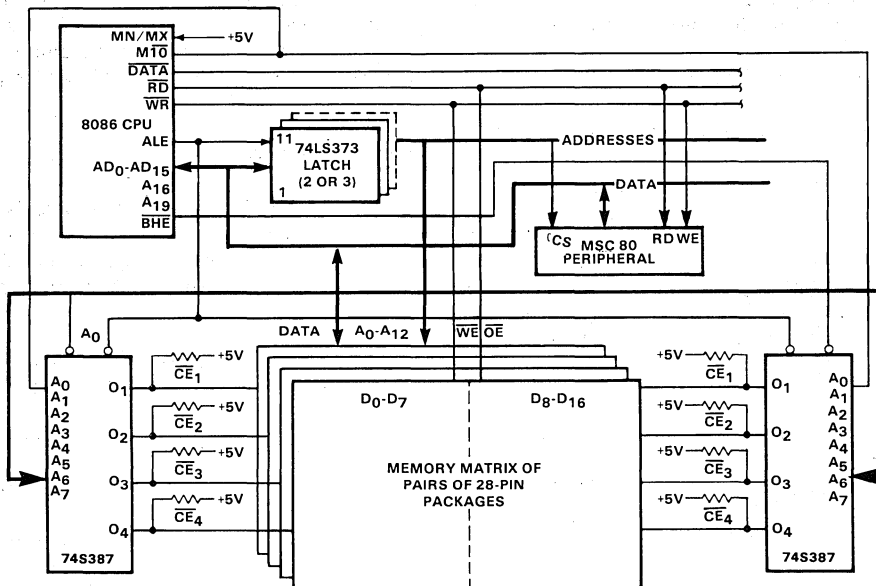 MN/MX
+5V
M10
DATA
RD
WR
8086 CPU
ALE
AD0-AD15
A16
A19
BHE
11
74LS373
LATCH
(2 OR 3)
1
ADDRESSES
DATA
CS
RD WE
MSC 80
PERIPHERAL
A0
DATA
A0-A12
WE OE
A0
A1
A2
A3
A4
A5
A6
A7
O1
O2
O3
O4
74S387
+5V
CE1
+5V
CE2
+5V
CE3
+5V
CE4
D0-D7
D8-D16
MEMORY MATRIX OF
PAIRS OF 28-PIN
PACKAGES
+5V
CE1
+5V
CE2
+5V
CE3
+5V
CE4
O1
O2
O3
O4
A0
A1
A2
A3
A4
A5
A6
A7
74S387